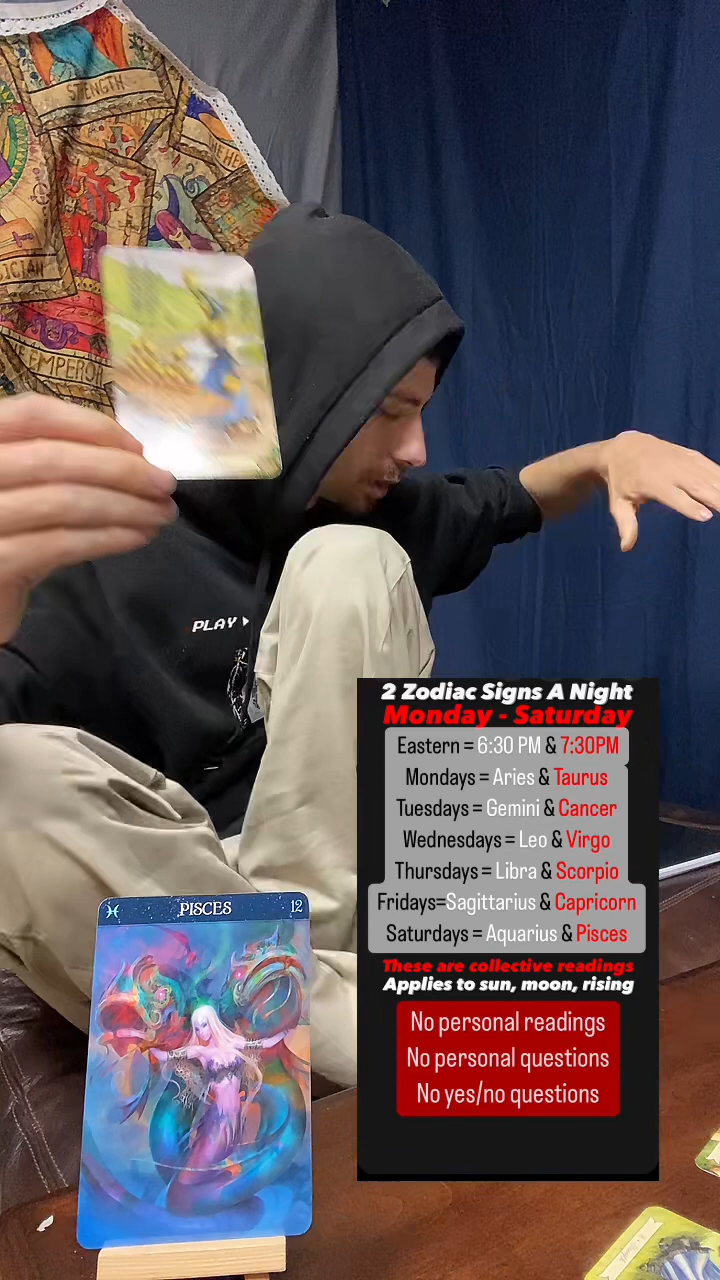 STRENGTH
EMPEROR
PLAY
2 Zodiac Signs A Night
Monday - Saturday
Eastern = 6:30 PM & 7:30PM
Mondays = Aries & Taurus
Tuesdays = Gemini & Cancer
Wednesdays = Leo & Virgo
Thursdays = Libra & Scorpio
Fridays=Sagittarius & Capricorn
Saturdays = Aquarius & Pisces
These are collective readings
Applies to sun, moon, rising
No personal readings
No personal questions
No yes/no questions
♓ PISCES 12